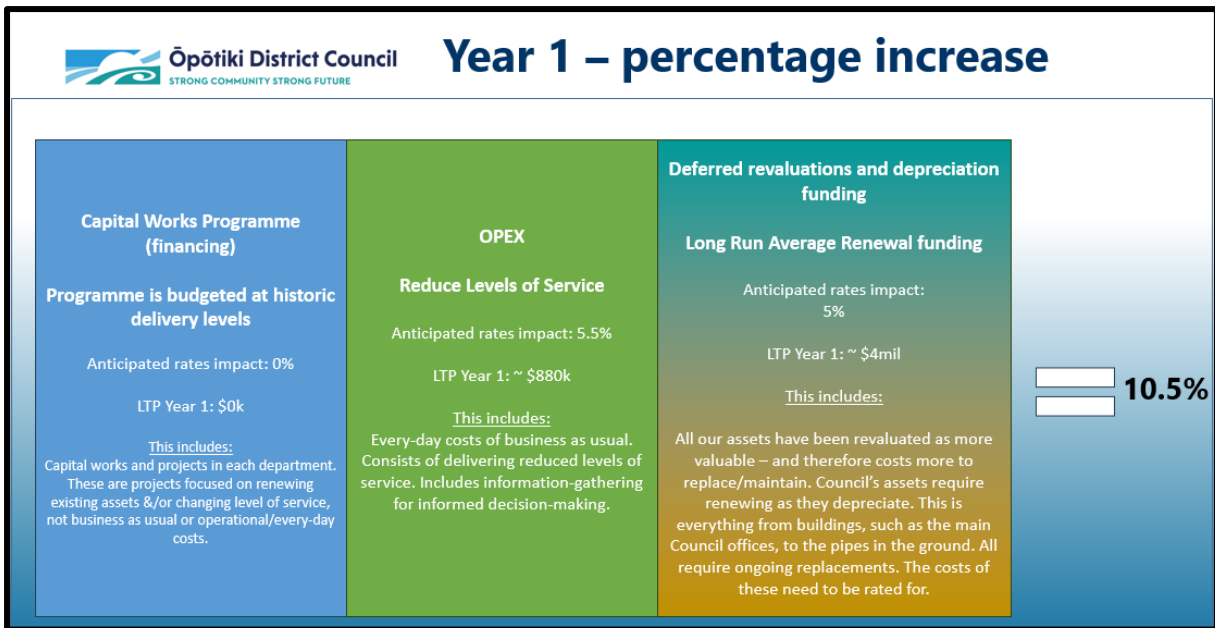 Ōpōtiki District Council
STRONG COMMUNITY STRONG FUTURE
Year 1 – percentage increase
Capital Works Programme
(financing)
Programme is budgeted at historic
delivery levels
Anticipated rates impact: 0%
LTP Year 1: $0k
This includes:
Capital works and projects in each department.
These are projects focused on renewing
existing assets &/or changing level of service,
not business as usual or operational/every-day
costs.
OPEX
Reduce Levels of Service
Anticipated rates impact: 5.5%
LTP Year 1: ~ $880k
This includes:
Every-day costs of business as usual.
Consists of delivering reduced levels of
service. Includes information-gathering
for informed decision-making.
Deferred revaluations and depreciation
funding
Long Run Average Renewal funding
Anticipated rates impact:
5%
LTP Year 1: ~ $4mil
This includes:
All our assets have been revaluated as more
valuable – and therefore costs more to
replace/maintain. Council’s assets require
renewing as they depreciate. This is
everything from buildings, such as the main
Council offices, to the pipes in the ground. All
require ongoing replacements. The costs of
these need to be rated for.
10.5%